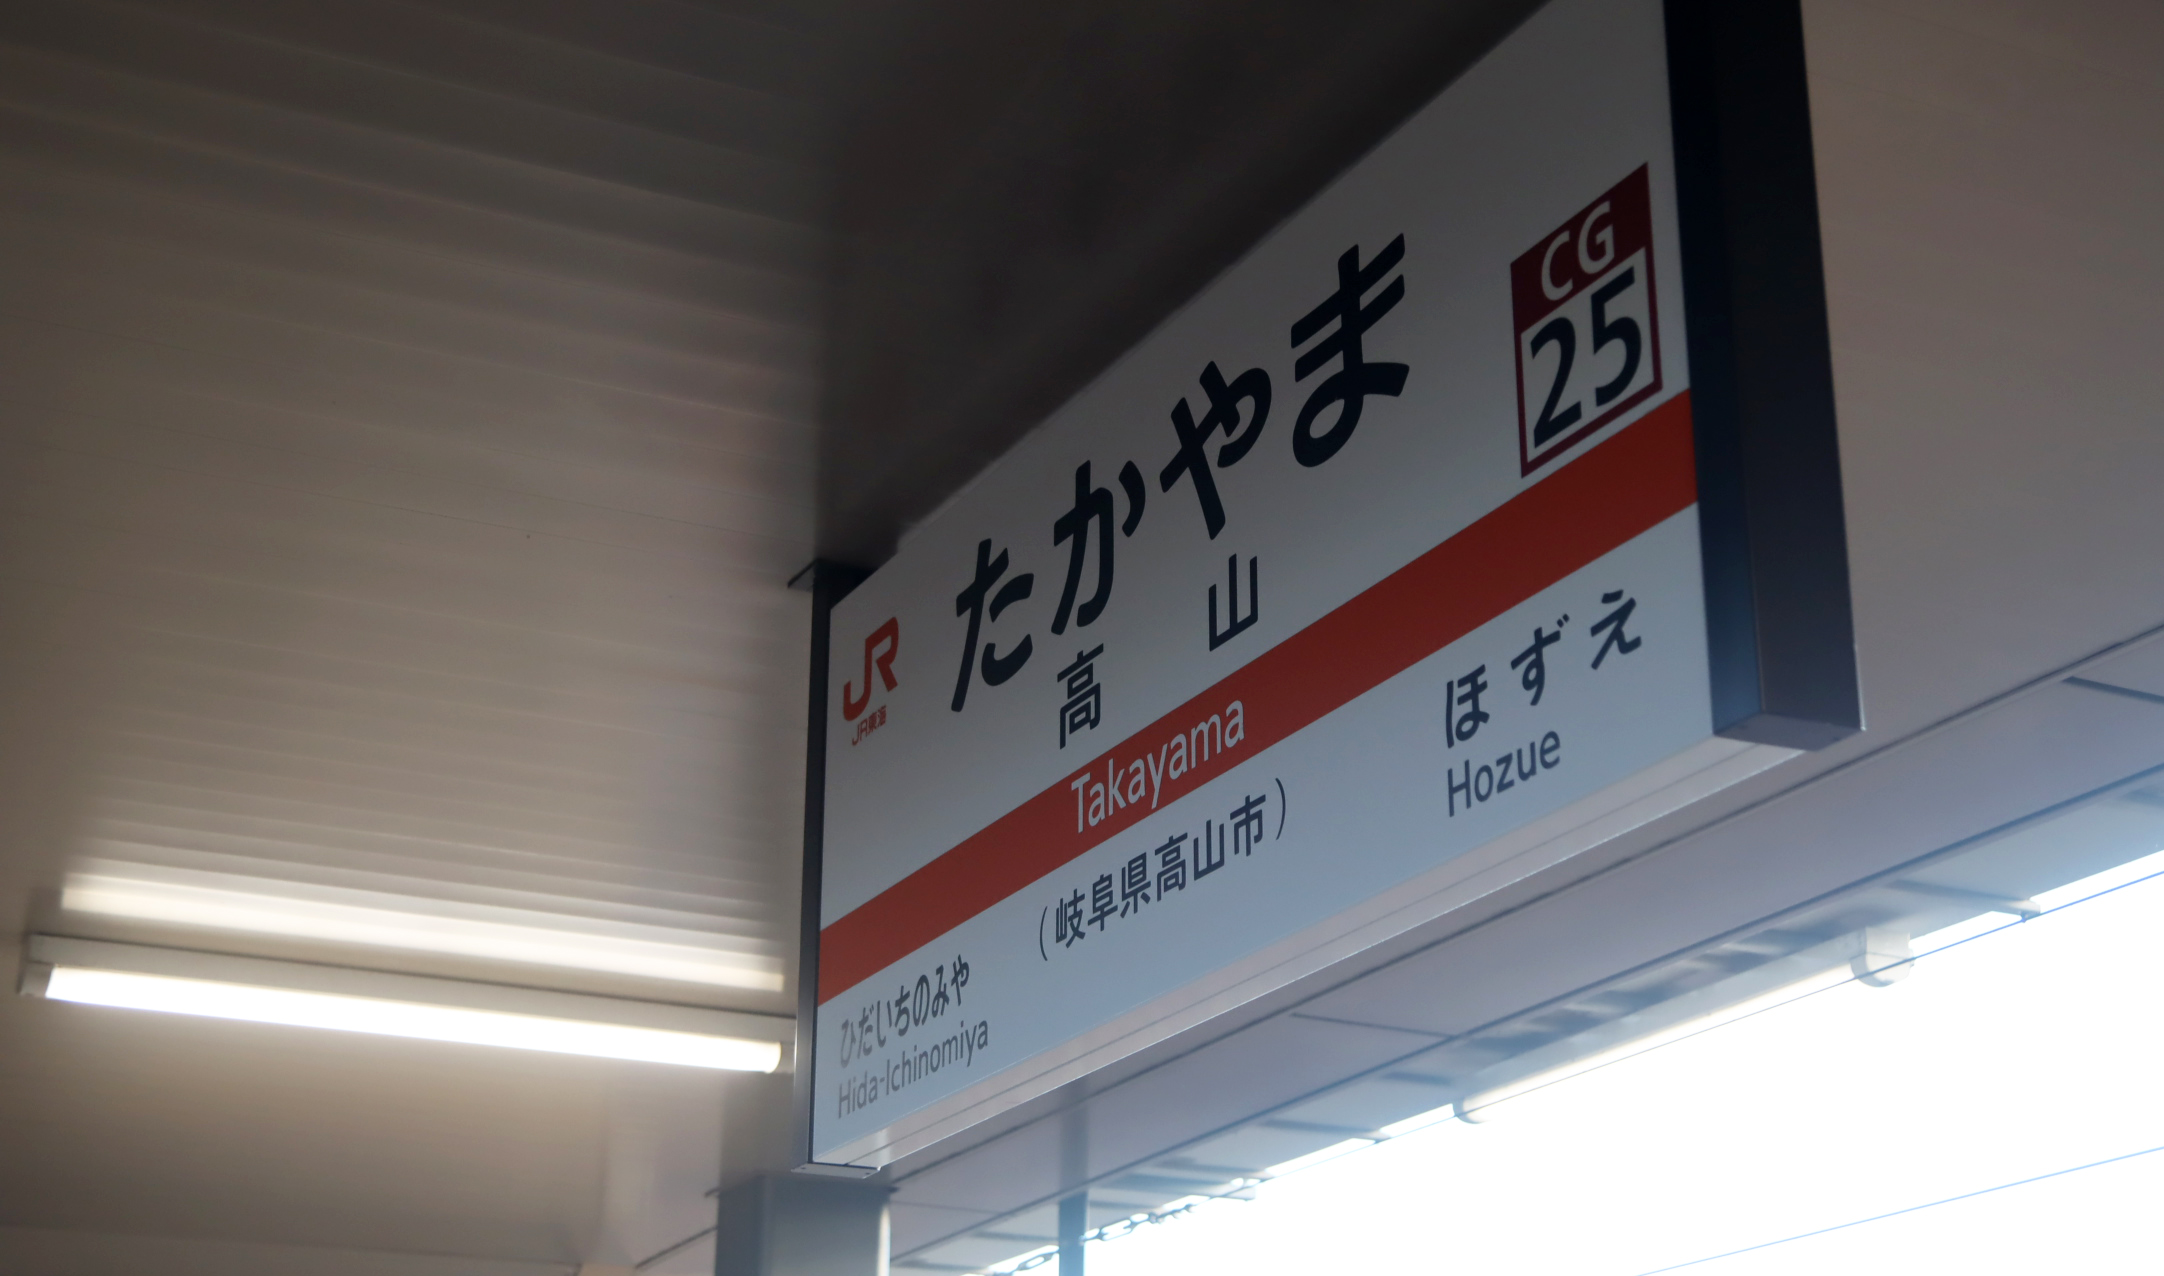 JR
JR東海
たかやま
CG
25
高山
Takayama
(岐阜県高山市)
ひだいちのみや
Hida-Ichinomiya
ほずえ
Hozue